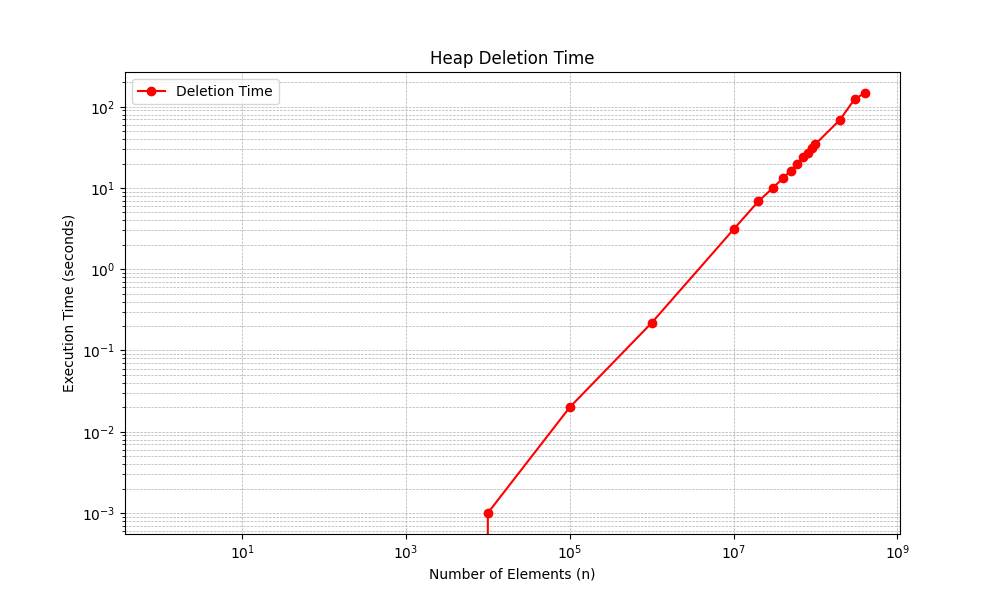 Heap Deletion Time
Deletion Time
Execution Time (seconds)
10²
10¹
10⁰
10⁻¹
10⁻²
10⁻³
10¹ 10³ 10⁵ 10⁷ 10⁹
Number of Elements (n)